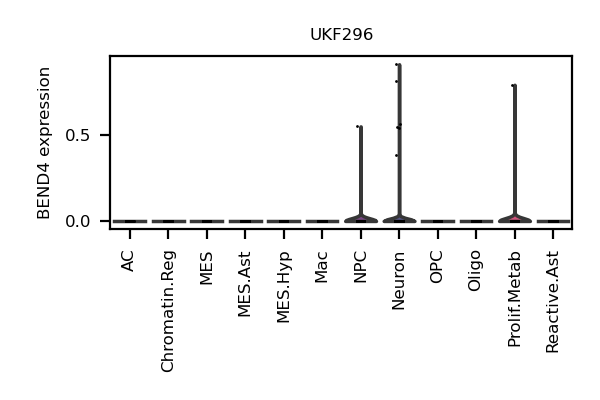 UKF296
BEND4 expression
0.5
0.0
AC
Chromatin.Reg
MES
MES.Ast
MES.Hyp
Mac
NPC
Neuron
OPC
Oligo
Prolif.Metab
Reactive.Ast